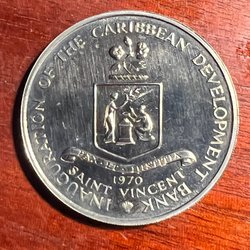 INAUGURATION OF THE CARIBBEAN DEVELOPMENT BANK
PAX ET JUSTITIA
1970
SAINT VINCENT